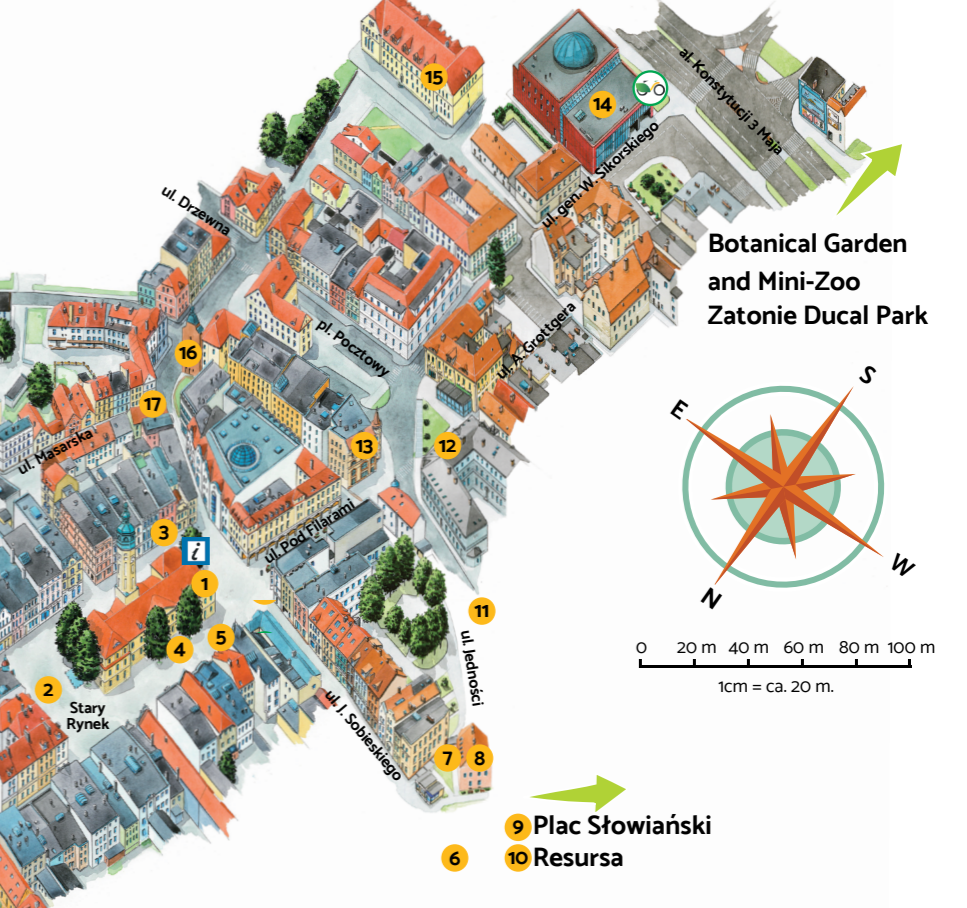 15
14
al. Konstytucji 3 Maja
ul. gen. W. Sikorskiego
ul. Drzewna
Botanical Garden
and Mini-Zoo
Zatonie Ducal Park
pl. Pocztowy
ul. A. Grottgera
16
17
ul. Masarska
13
12
S
E
W
N
3
i
ul. Pod Filarami
1
11
5
4
ul. Jedności
2
Stary
Rynek
ul. J. Sobieskiego
0 20 m 40 m 60 m 80 m 100 m
1cm = ca. 20 m.
7
8
9 Plac Słowiański
6
10 Resursa